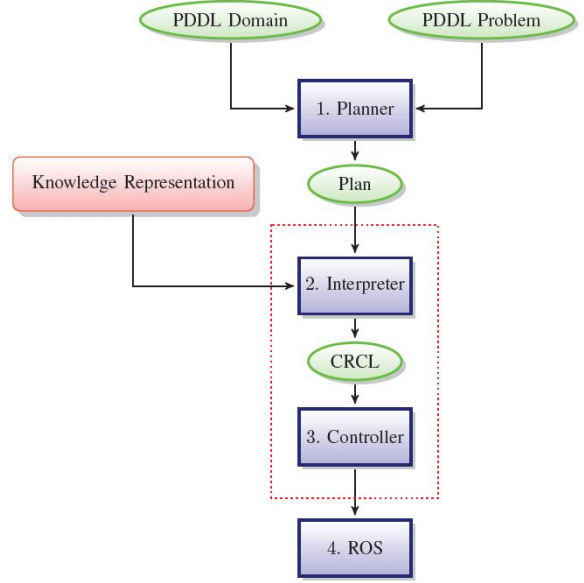 PDDL Domain
PDDL Problem
1. Planner
Plan
Knowledge Representation
2. Interpreter
CRCL
3. Controller
4. ROS